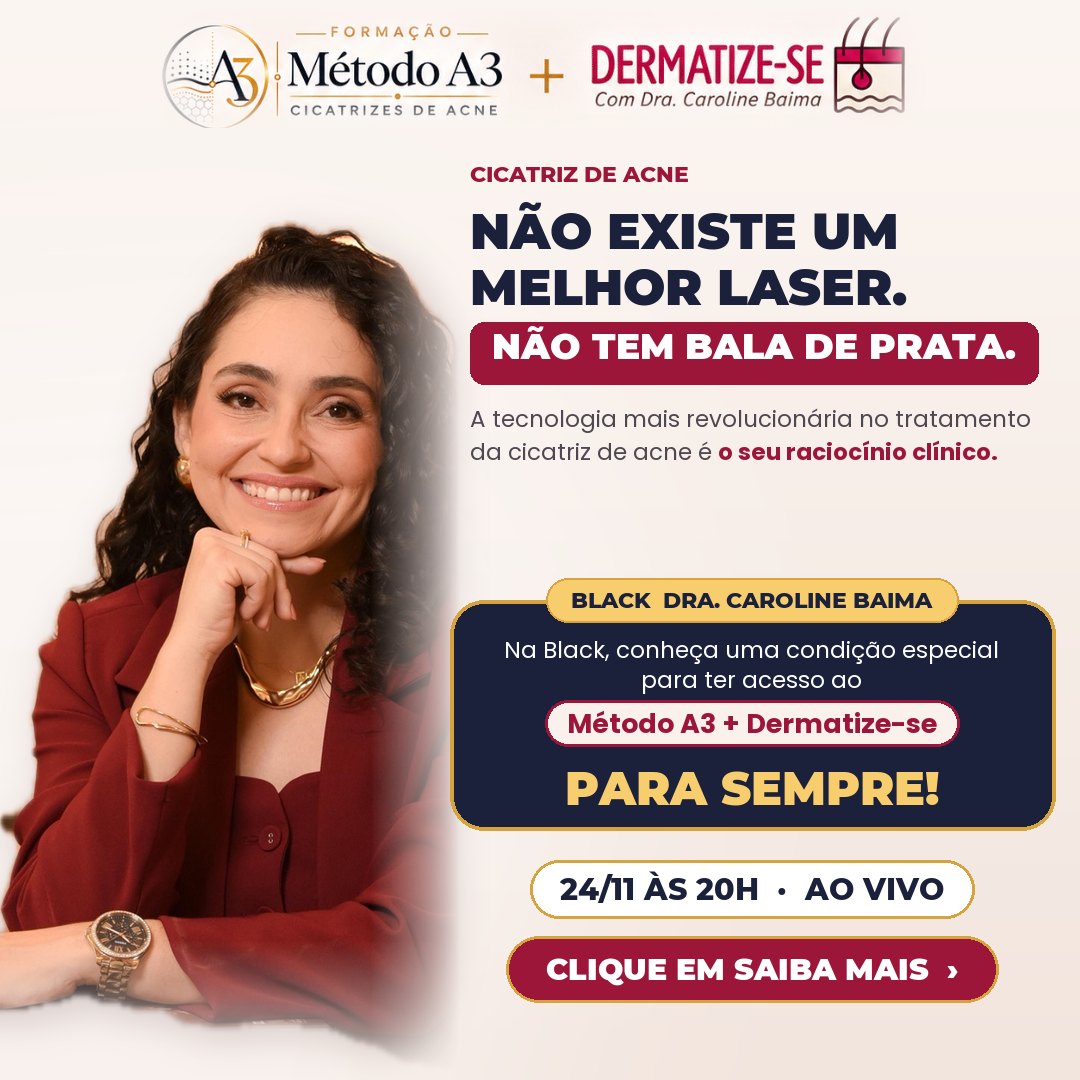 FORMAÇÃO
A3 Método A3
CICATRIZES DE ACNE
+
DERMATIZE-SE
Com Dra. Caroline Baima
CICATRIZ DE ACNE
NÃO EXISTE UM
MELHOR LASER.
NÃO TEM BALA DE PRATA.
A tecnologia mais revolucionária no tratamento
da cicatriz de acne é o seu raciocínio clínico.
BLACK DRA. CAROLINE BAIMA
Na Black, conheça uma condição especial
para ter acesso ao
Método A3 + Dermatize-se
PARA SEMPRE!
24/11 ÀS 20H • AO VIVO
CLIQUE EM SAIBA MAIS ›